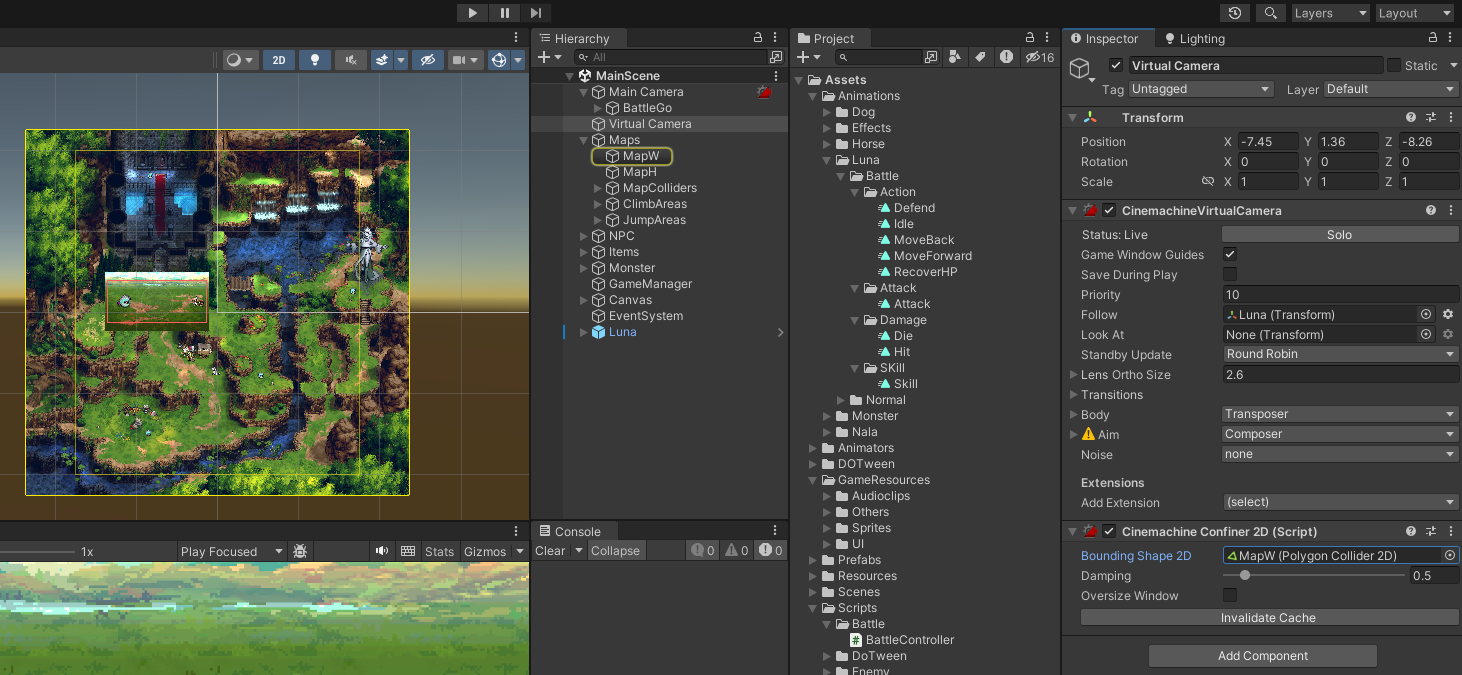 Layers
Layout
2D
1x
Play Focused
Stats
Gizmos
Hierarchy
All
MainScene
Main Camera
BattleGo
Virtual Camera
Maps
MapW
MapH
MapColliders
ClimbAreas
JumpAreas
NPC
Items
Monster
GameManager
Canvas
EventSystem
Luna
Console
Clear
Collapse
0
0
0
Project
16
Assets
Animations
Dog
Effects
Horse
Luna
Battle
Action
Defend
Idle
MoveBack
MoveForward
RecoverHP
Attack
Attack
Damage
Die
Hit
SKill
Skill
Normal
Monster
Nala
Animators
DOTween
GameResources
Audioclips
Others
Sprites
UI
Prefabs
Resources
Scenes
Scripts
Battle
BattleController
DoTween
Enemy
Inspector
Lighting
Virtual Camera
Static
Tag Untagged Layer Default
Transform
Position X -7.45 Y 1.36 Z -8.26
Rotation X 0 Y 0 Z 0
Scale X 1 Y 1 Z 1
CinemachineVirtualCamera
Status: Live Solo
Game Window Guides
Save During Play
Priority 10
Follow Luna (Transform)
Look At None (Transform)
Standby Update Round Robin
Lens Ortho Size 2.6
Transitions
Body Transposer
Aim Composer
Noise none
Extensions
Add Extension (select)
Cinemachine Confiner 2D (Script)
Bounding Shape 2D MapW (Polygon Collider 2D)
Damping 0.5
Oversize Window
Invalidate Cache
Add Component